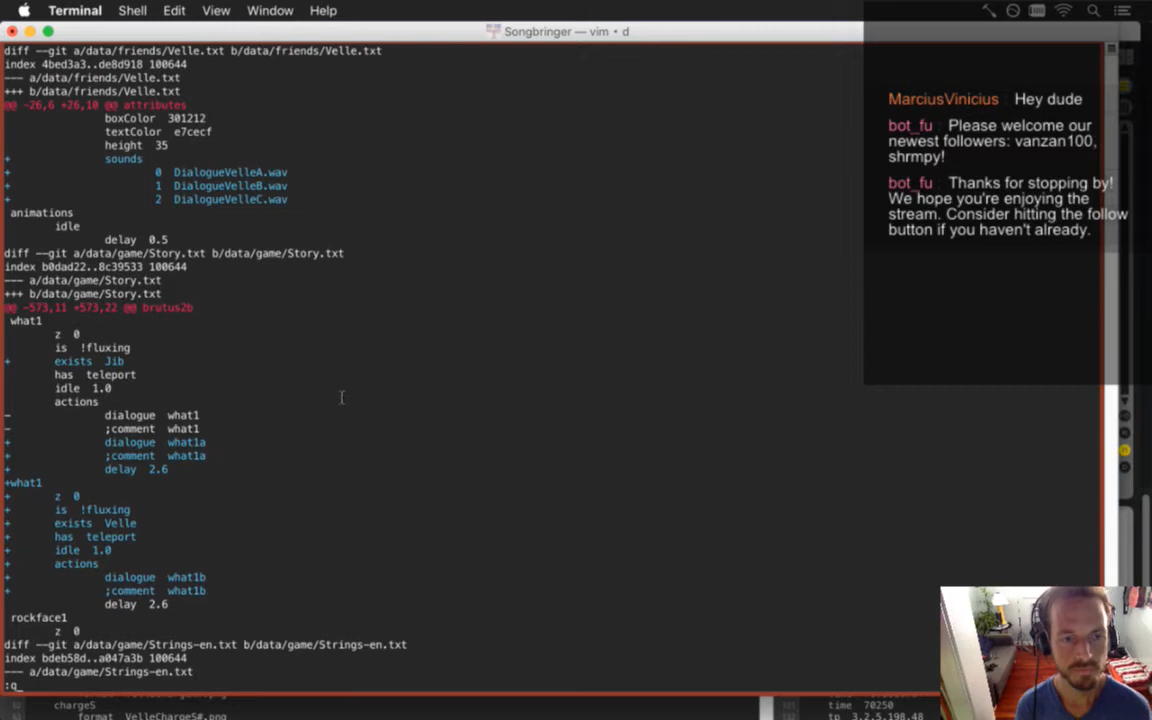 Terminal Shell Edit View Window Help
Songbringer — vim • d
diff --git a/data/friends/Velle.txt b/data/friends/Velle.txt
index 4bed3a3..de8d918 100644
--- a/data/friends/Velle.txt
+++ b/data/friends/Velle.txt
@@ -26,6 +26,10 @@ attributes
boxColor 301212
textColor e7cecf
height 35
+ sounds
+ 0 DialogueVelleA.wav
+ 1 DialogueVelleB.wav
+ 2 DialogueVelleC.wav
animations
idle
delay 0.5
diff --git a/data/game/Story.txt b/data/game/Story.txt
index b0dad22..8c39533 100644
--- a/data/game/Story.txt
+++ b/data/game/Story.txt
@@ -573,11 +573,22 @@ brutus2b
what1
z 0
is !fluxing
+ exists Jib
has teleport
idle 1.0
actions
- dialogue what1
- ;comment what1
+ dialogue what1a
+ ;comment what1a
+ delay 2.6
+what1
+ z 0
+ is !fluxing
+ exists Velle
+ has teleport
+ idle 1.0
+ actions
+ dialogue what1b
+ ;comment what1b
delay 2.6
rockface1
z 0
diff --git a/data/game/Strings-en.txt b/data/game/Strings-en.txt
index bdeb58d..a047a3b 100644
--- a/data/game/Strings-en.txt
:q
MarciusVinicius Hey dude
bot_fu Please welcome our
newest followers: vanzan100,
shrmpy!
bot_fu Thanks for stopping by!
We hope you're enjoying the
stream. Consider hitting the follow
button if you haven't already.
chargeS
time 70250
tp 3.2.5.198.48